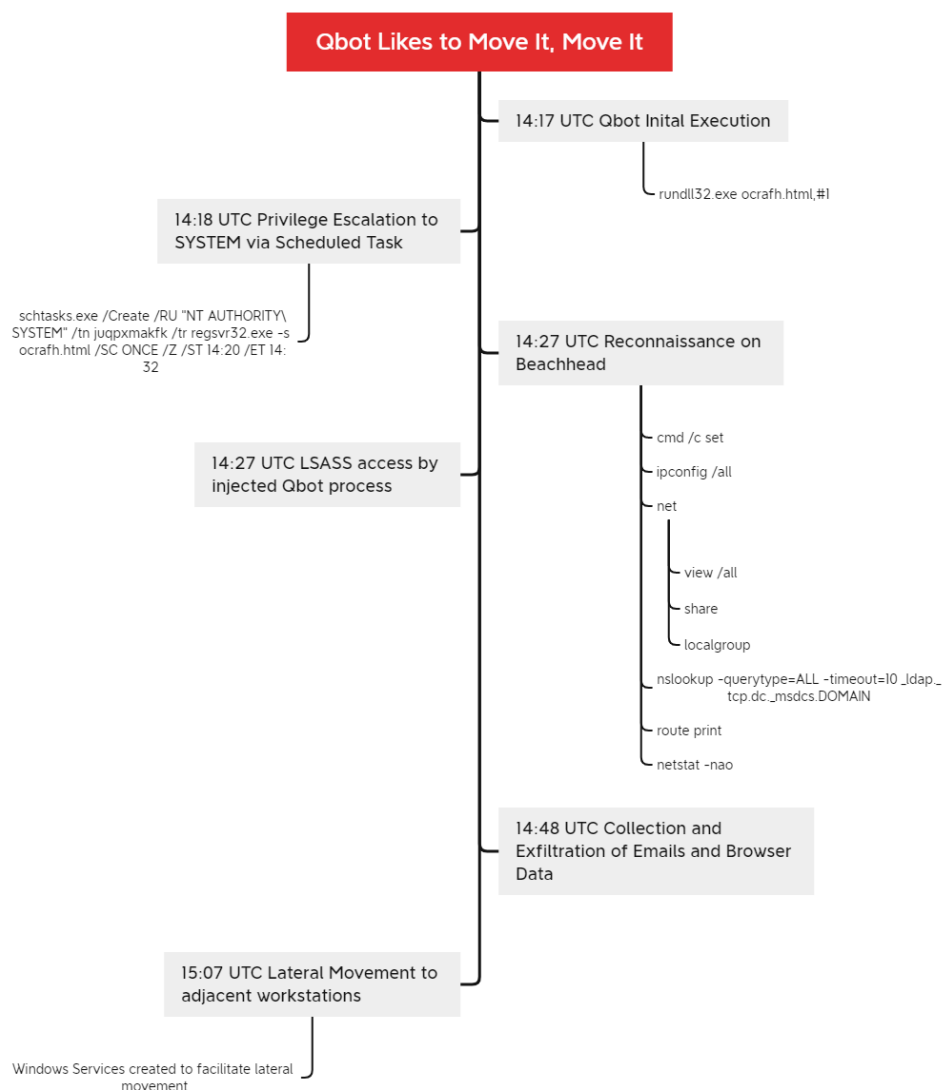 Qbot Likes to Move It, Move It
14:17 UTC Qbot Inital Execution
rundll32.exe ocrafh.html,#1
14:18 UTC Privilege Escalation to
SYSTEM via Scheduled Task
schtasks.exe /Create /RU "NT AUTHORITY\
SYSTEM" /tn juqpxmakfk /tr regsvr32.exe -s
ocrafh.html /SC ONCE /Z /ST 14:20 /ET 14:
32
14:27 UTC Reconnaissance on
Beachhead
cmd /c set
ipconfig /all
net
view /all
share
localgroup
nslookup -querytype=ALL -timeout=10 _ldap._
tcp.dc._msdcs.DOMAIN
route print
netstat -nao
14:27 UTC LSASS access by
injected Qbot process
14:48 UTC Collection and
Exfiltration of Emails and Browser
Data
15:07 UTC Lateral Movement to
adjacent workstations
Windows Services created to facilitate lateral
movement